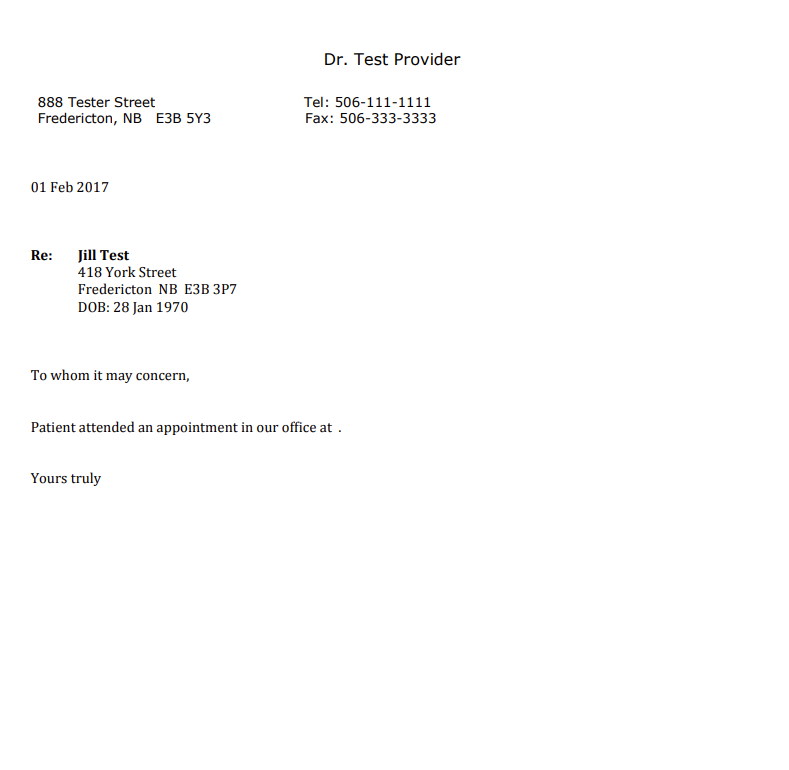 Dr. Test Provider
888 Tester Street Tel: 506-111-1111
Fredericton, NB E3B 5Y3 Fax: 506-333-3333
01 Feb 2017
Re: Jill Test
418 York Street
Fredericton NB E3B 3P7
DOB: 28 Jan 1970
To whom it may concern,
Patient attended an appointment in our office at .
Yours truly